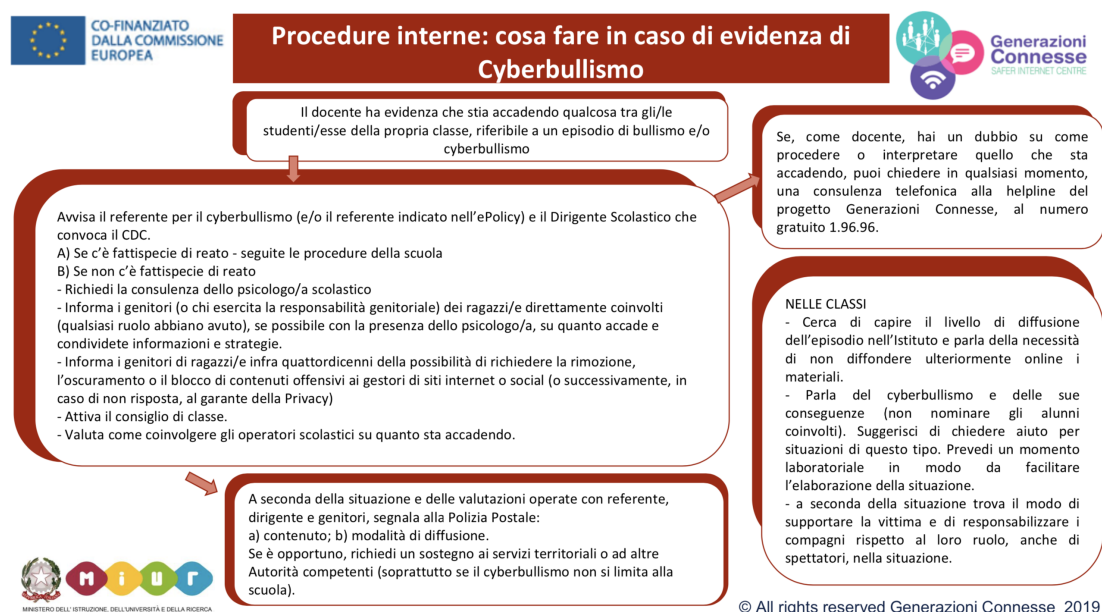 CO-FINANZIATO
DALLA COMMISSIONE
EUROPEA
Procedure interne: cosa fare in caso di evidenza di
Cyberbullismo
Generazioni
Connesse
SAFER INTERNET CENTRE
Il docente ha evidenza che stia accadendo qualcosa tra gli/le
studenti/esse della propria classe, riferibile a un episodio di bullismo e/o
cyberbullismo
Se, come docente, hai un dubbio su come
procedere o interpretare quello che sta
accadendo, puoi chiedere in qualsiasi momento,
una consulenza telefonica alla helpline del
progetto Generazioni Connesse, al numero
gratuito 1.96.96.
Avvisa il referente per il cyberbullismo (e/o il referente indicato nell’ePolicy) e il Dirigente Scolastico che
convoca il CDC.
A) Se c’è fattispecie di reato - seguite le procedure della scuola
B) Se non c’è fattispecie di reato
- Richiedi la consulenza dello psicologo/a scolastico
- Informa i genitori (o chi esercita la responsabilità genitoriale) dei ragazzi/e direttamente coinvolti
(qualsiasi ruolo abbiano avuto), se possibile con la presenza dello psicologo/a, su quanto accade e
condividete informazioni e strategie.
- Informa i genitori di ragazzi/e infra quattordicenni della possibilità di richiedere la rimozione,
l’oscuramento o il blocco di contenuti offensivi ai gestori di siti internet o social (o successivamente, in
caso di non risposta, al garante della Privacy)
- Attiva il consiglio di classe.
- Valuta come coinvolgere gli operatori scolastici su quanto sta accadendo.
NELLE CLASSI
- Cerca di capire il livello di diffusione
dell’episodio nell’Istituto e parla della necessità
di non diffondere ulteriormente online i
materiali.
- Parla del cyberbullismo e delle sue
conseguenze (non nominare gli alunni
coinvolti). Suggerisci di chiedere aiuto per
situazioni di questo tipo. Prevedi un momento
laboratoriale in modo da facilitare
l’elaborazione della situazione.
- a seconda della situazione trova il modo di
supportare la vittima e di responsabilizzare i
compagni rispetto al loro ruolo, anche di
spettatori, nella situazione.
A seconda della situazione e delle valutazioni operate con referente,
dirigente e genitori, segnala alla Polizia Postale:
a) contenuto; b) modalità di diffusione.
Se è opportuno, richiedi un sostegno ai servizi territoriali o ad altre
Autorità competenti (soprattutto se il cyberbullismo non si limita alla
scuola).
MIUR
MINISTERO DELL' ISTRUZIONE, DELL'UNIVERSITÀ E DELLA RICERCA
© All rights reserved Generazioni Connesse 2019